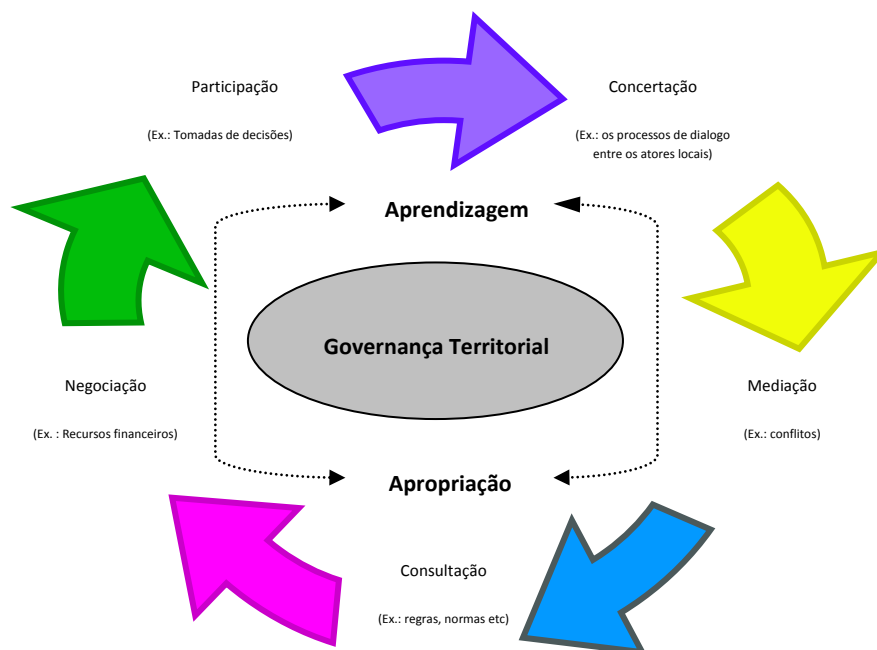 Participação
(Ex.: Tomadas de decisões)
Concertação
(Ex.: os processos de dialogo
entre os atores locais)
Aprendizagem
Governança Territorial
Negociação
(Ex. : Recursos financeiros)
Mediação
(Ex.: conflitos)
Apropriação
Consultação
(Ex.: regras, normas etc)